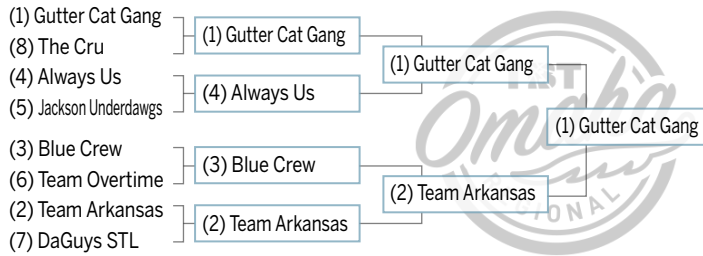 (1) Gutter Cat Gang
(8) The Cru
(4) Always Us
(5) Jackson Underdawgs
(3) Blue Crew
(6) Team Overtime
(2) Team Arkansas
(7) DaGuys STL
(1) Gutter Cat Gang
(4) Always Us
(3) Blue Crew
(2) Team Arkansas
(1) Gutter Cat Gang
(2) Team Arkansas
(1) Gutter Cat Gang
Omaha